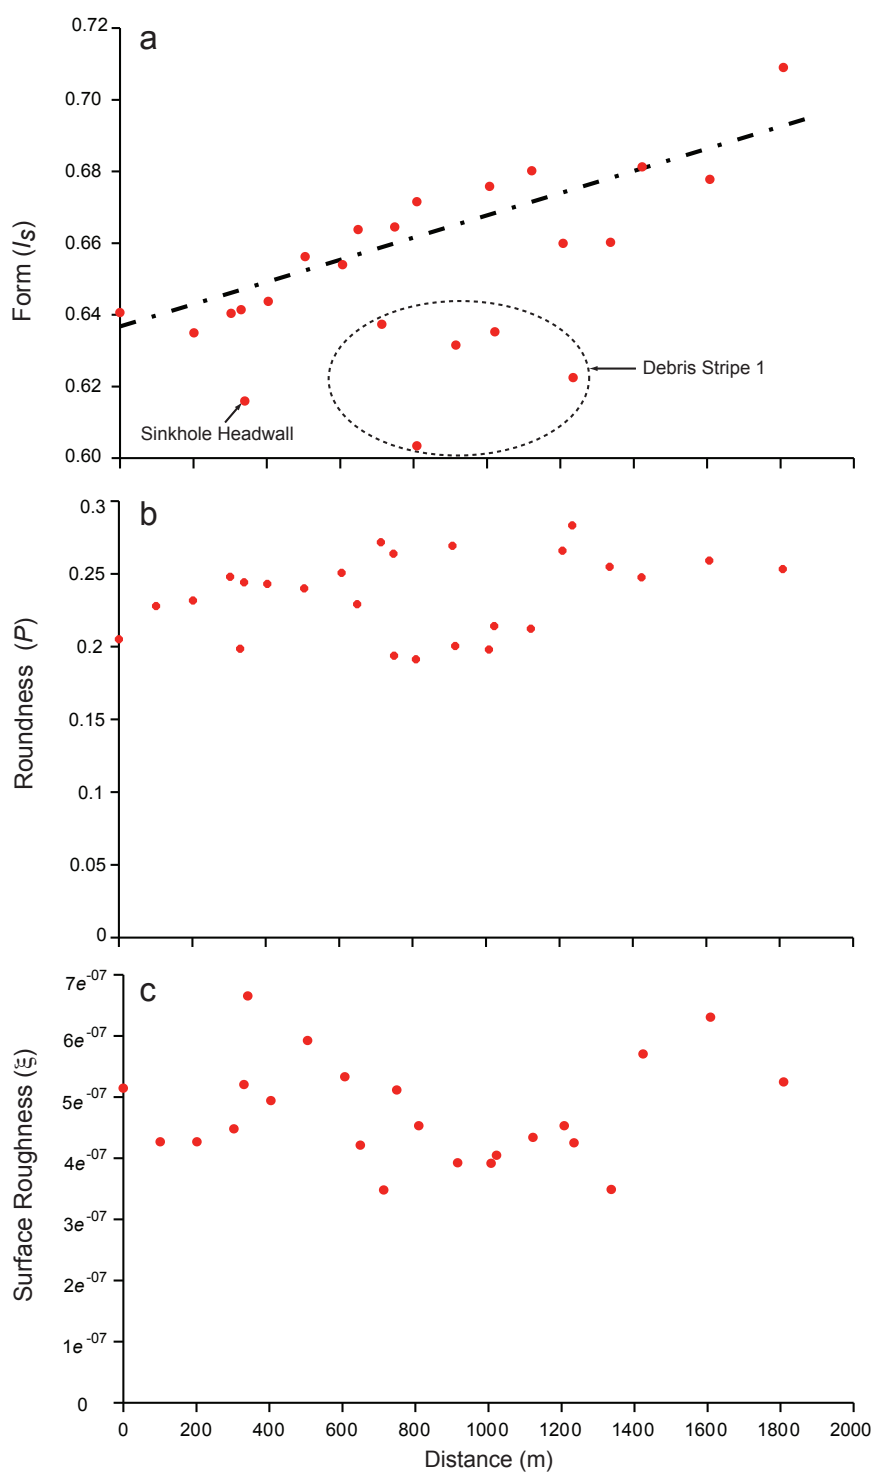 a
0.72
0.70
0.68
0.66
0.64
0.62
0.60
Form (Is)
Debris Stripe 1
Sinkhole Headwall
b
0.3
0.25
0.2
0.15
0.1
0.05
0
Roundness (P)
c
7e-07
6e-07
5e-07
4e-07
3e-07
2e-07
1e-07
0
Surface Roughness (ξ)
0 200 400 600 800 1000 1200 1400 1600 1800 2000
Distance (m)